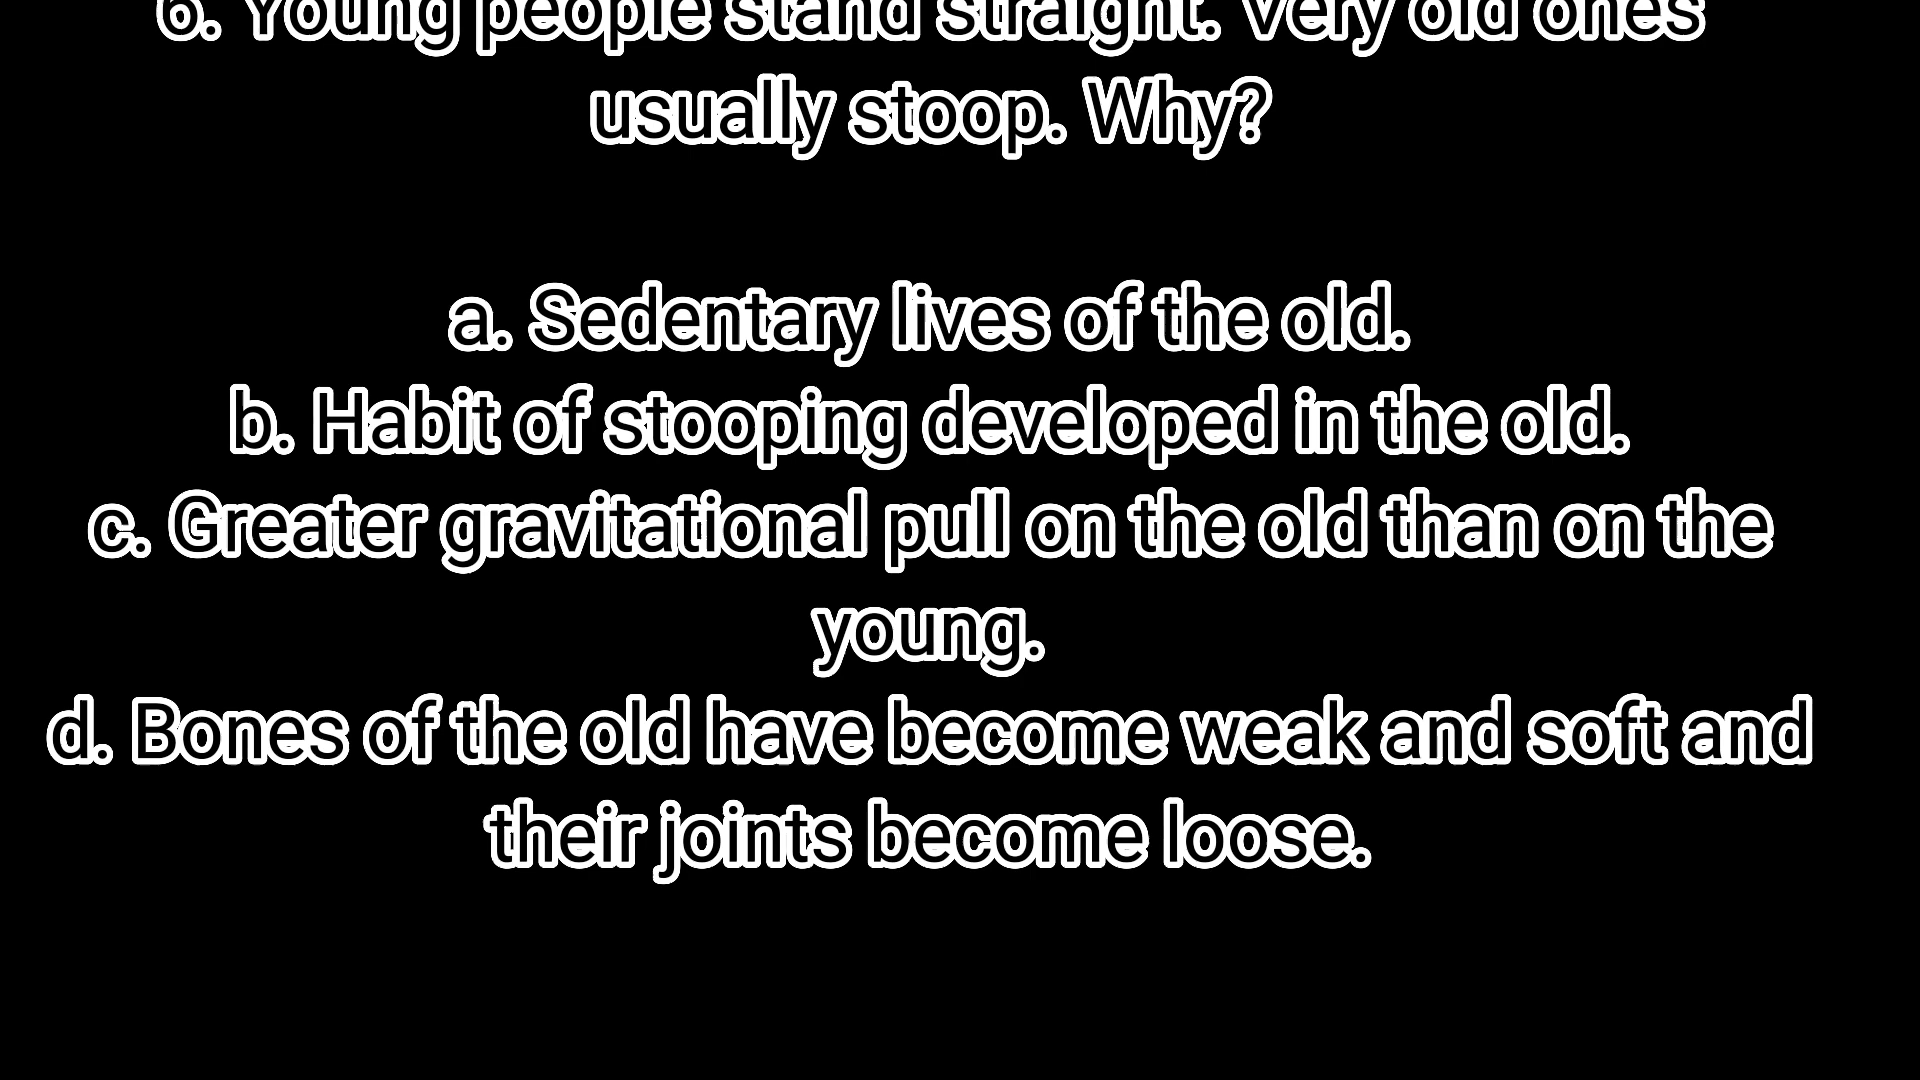 6. Young people stand straight. Very old ones
usually stoop. Why?
a. Sedentary lives of the old.
b. Habit of stooping developed in the old.
c. Greater gravitational pull on the old than on the
young.
d. Bones of the old have become weak and soft and
their joints become loose.